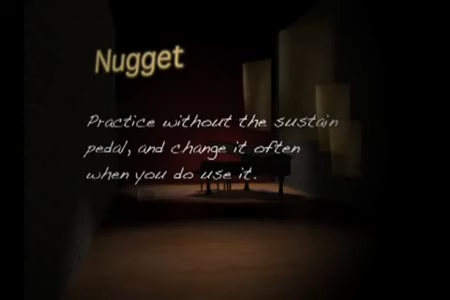 Nugget
Practice without the sustain
pedal, and change it often
when you do use it.